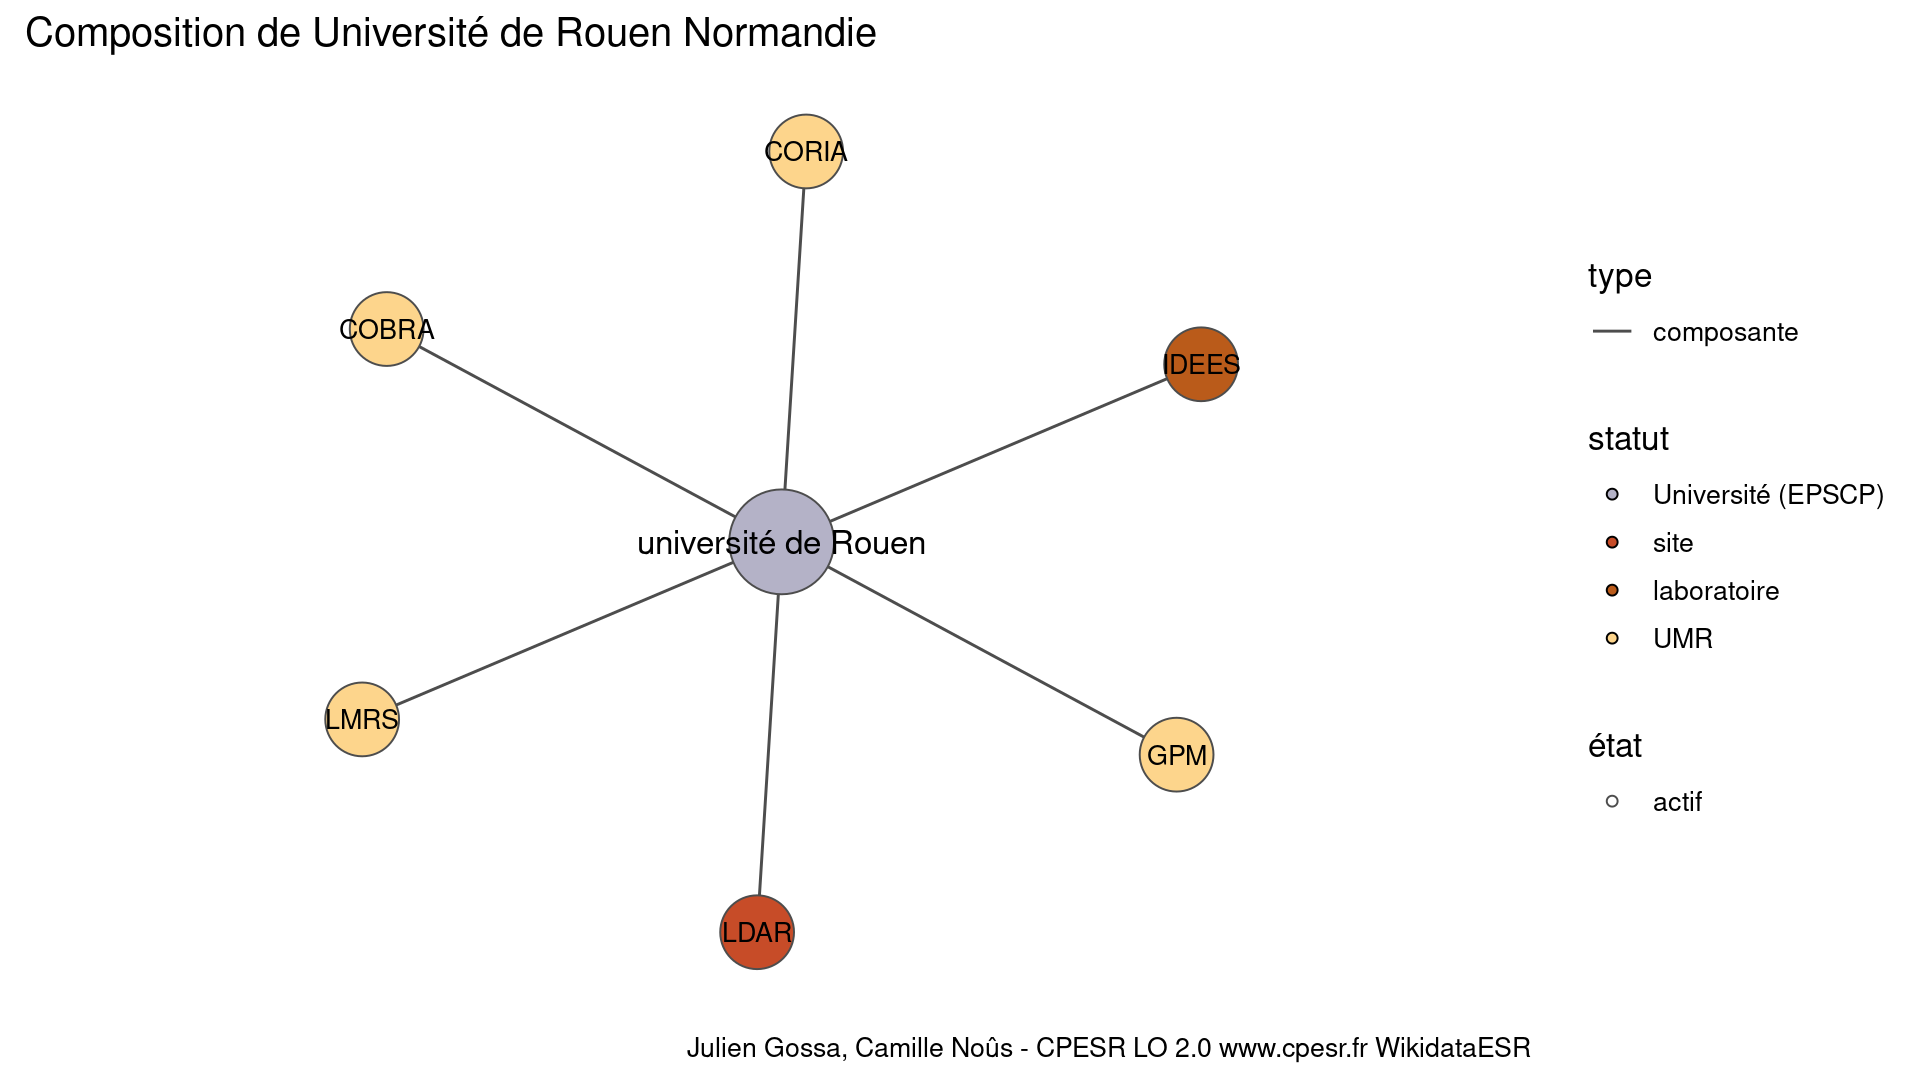 Composition de Université de Rouen Normandie
CORIA
COBRA
IDEES
université de Rouen
LMRS
GPM
LDAR
type
composante
statut
Université (EPSCP)
site
laboratoire
UMR
état
actif
Julien Gossa, Camille Noûs - CPESR LO 2.0 www.cpesr.fr WikidataESR